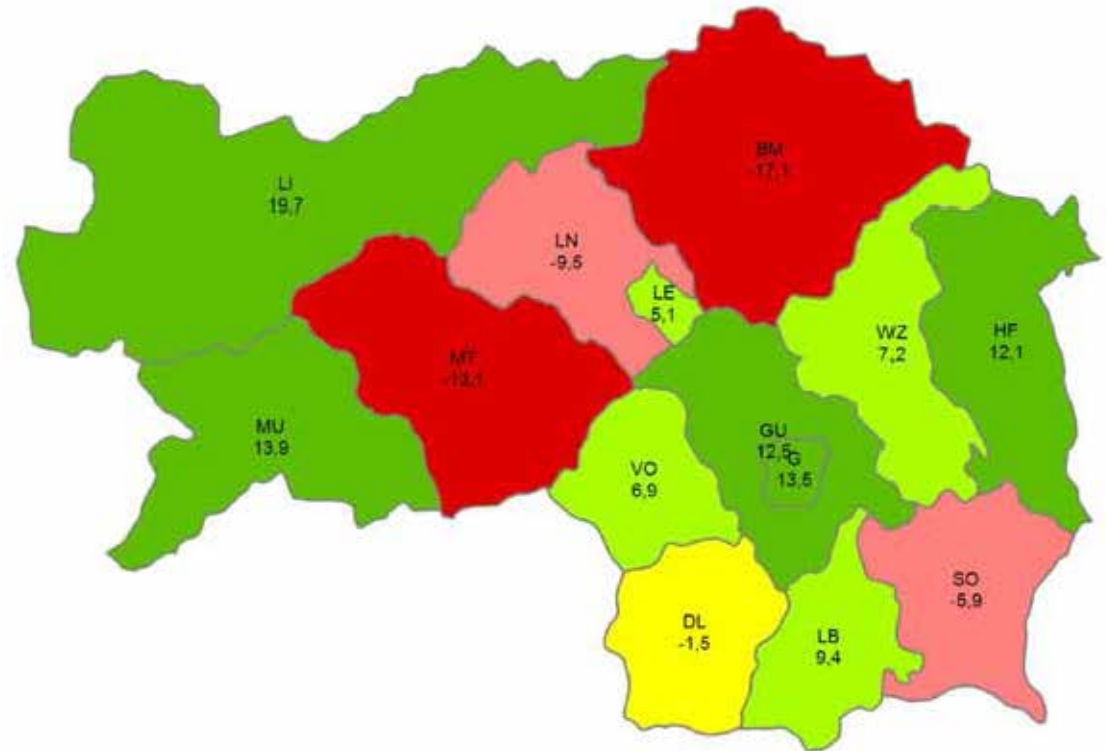 BM
-17,1
LI
19,7
LN
-9,5
LE
5,1
WZ
7,2
HF
12,1
MT
MU
13,9
GU
12,5
G
13,5
VO
6,9
SO
-5,9
DL
-1,5
LB
9,4